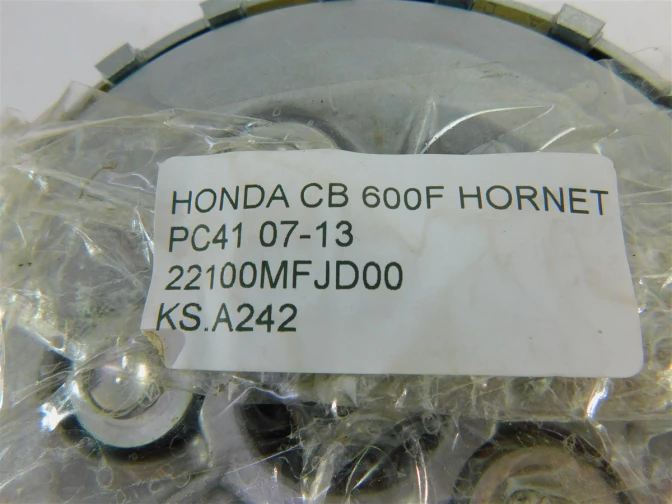 HONDA CB 600F HORNET
PC41 07-13
22100MFJD00
KS.A242